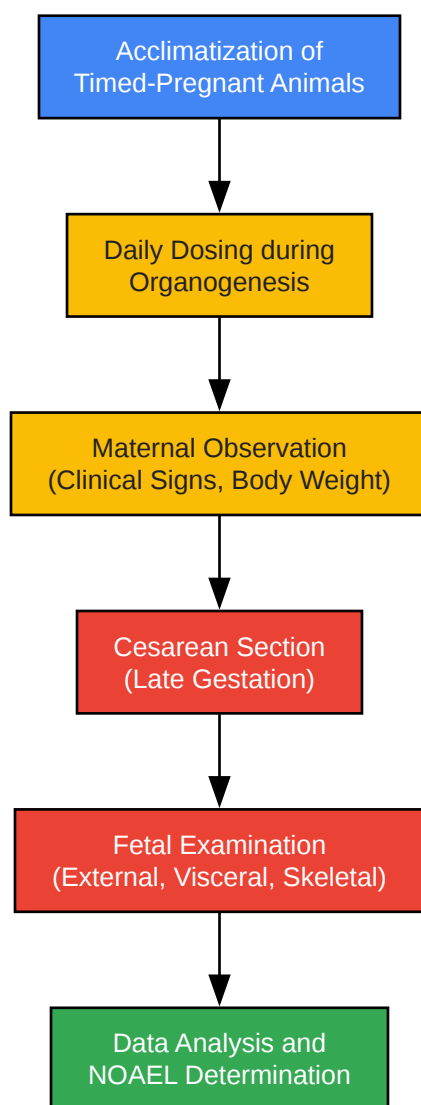 Acclimatization of
Timed-Pregnant Animals
Daily Dosing during
Organogenesis
Maternal Observation
(Clinical Signs, Body Weight)
Cesarean Section
(Late Gestation)
Fetal Examination
(External, Visceral, Skeletal)
Data Analysis and
NOAEL Determination